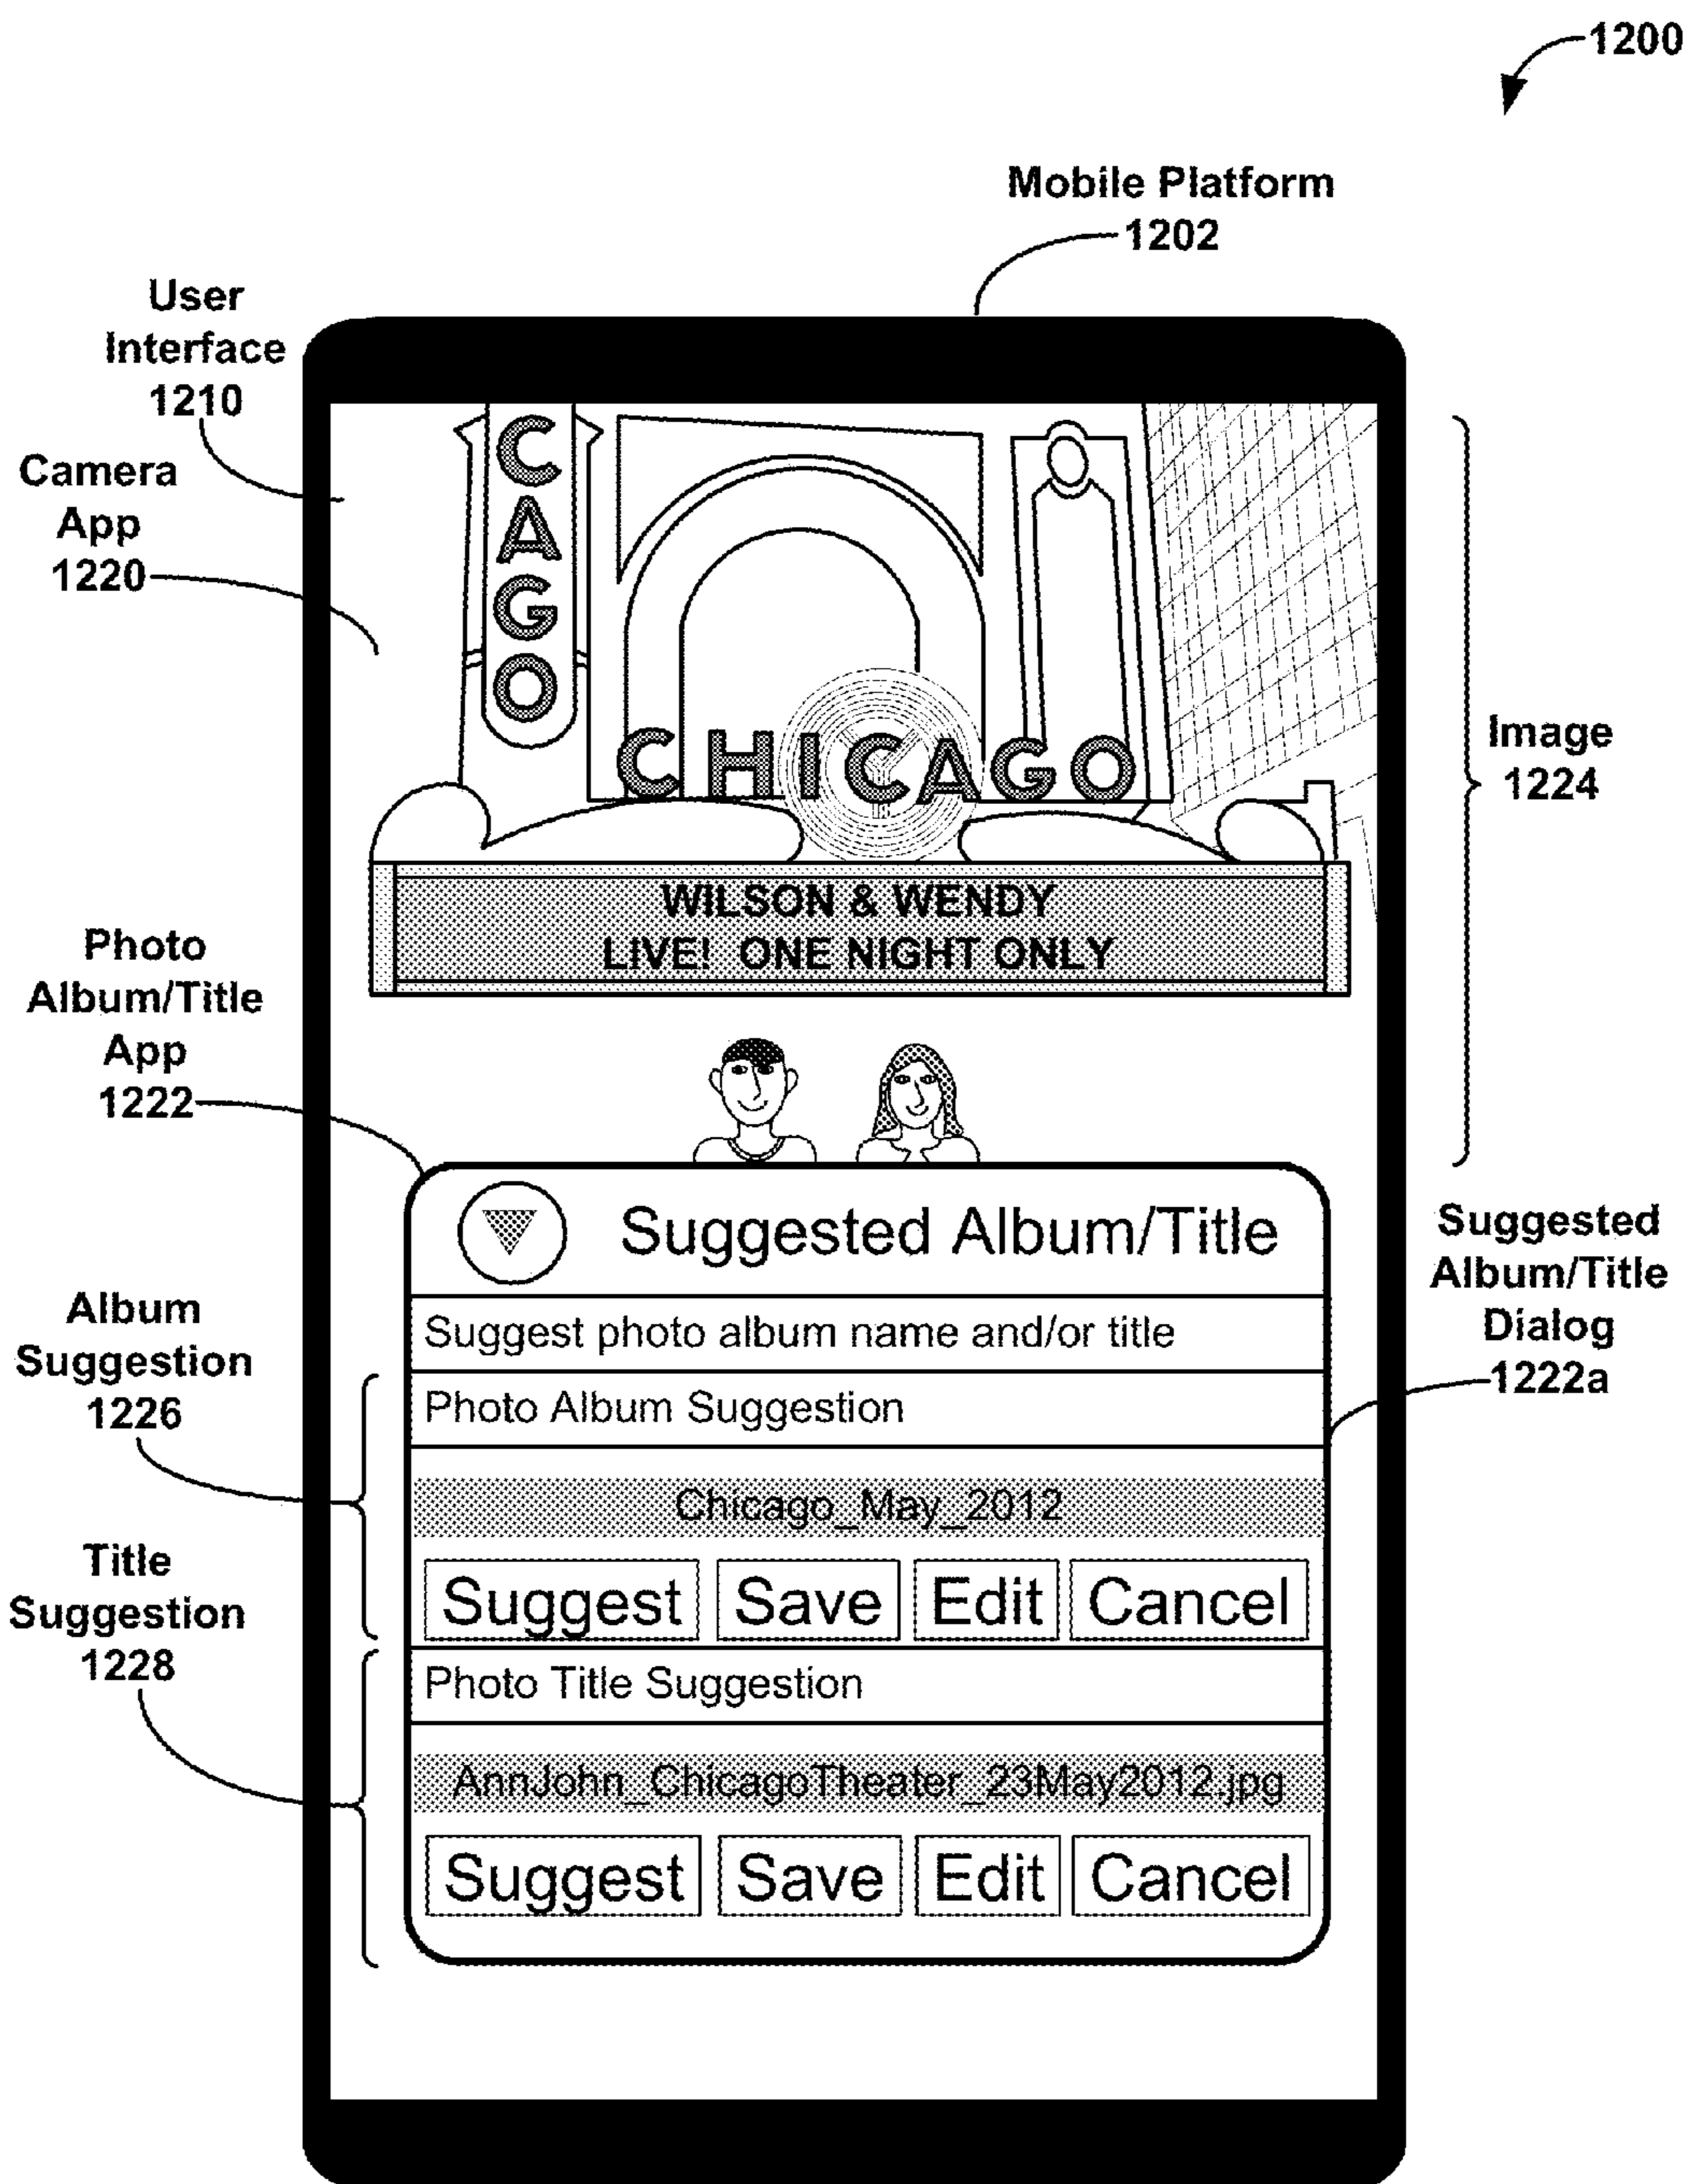 1200
Mobile Platform
1202
User
Interface
1210
Camera
App
1220
C
A
G
O
CHICAGO
Image
1224
WILSON & WENDY
LIVE! ONE NIGHT ONLY
Photo
Album/Title
App
1222
Suggested Album/Title
Suggested
Album/Title
Dialog
1222a
Suggest photo album name and/or title
Album
Suggestion
1226
Photo Album Suggestion
Chicago_May_2012
Suggest Save Edit Cancel
Title
Suggestion
1228
Photo Title Suggestion
AnnJohn_ChicagoTheater_23May2012.jpg
Suggest Save Edit Cancel